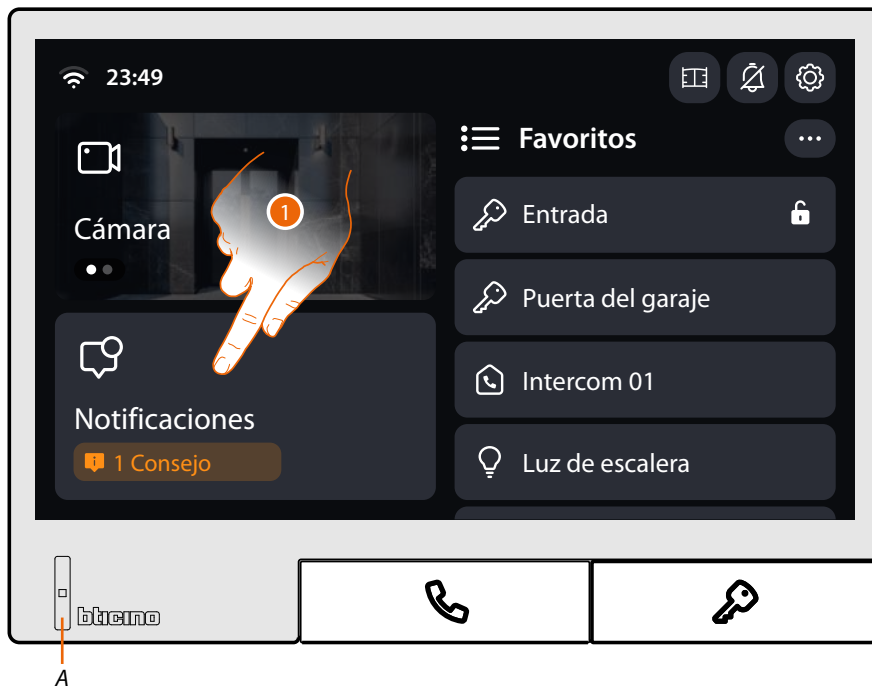 23:49
Cámara
1
Notificaciones
1 Consejo
Favoritos
Entrada
Puerta del garaje
Intercom 01
Luz de escalera
bticino
A